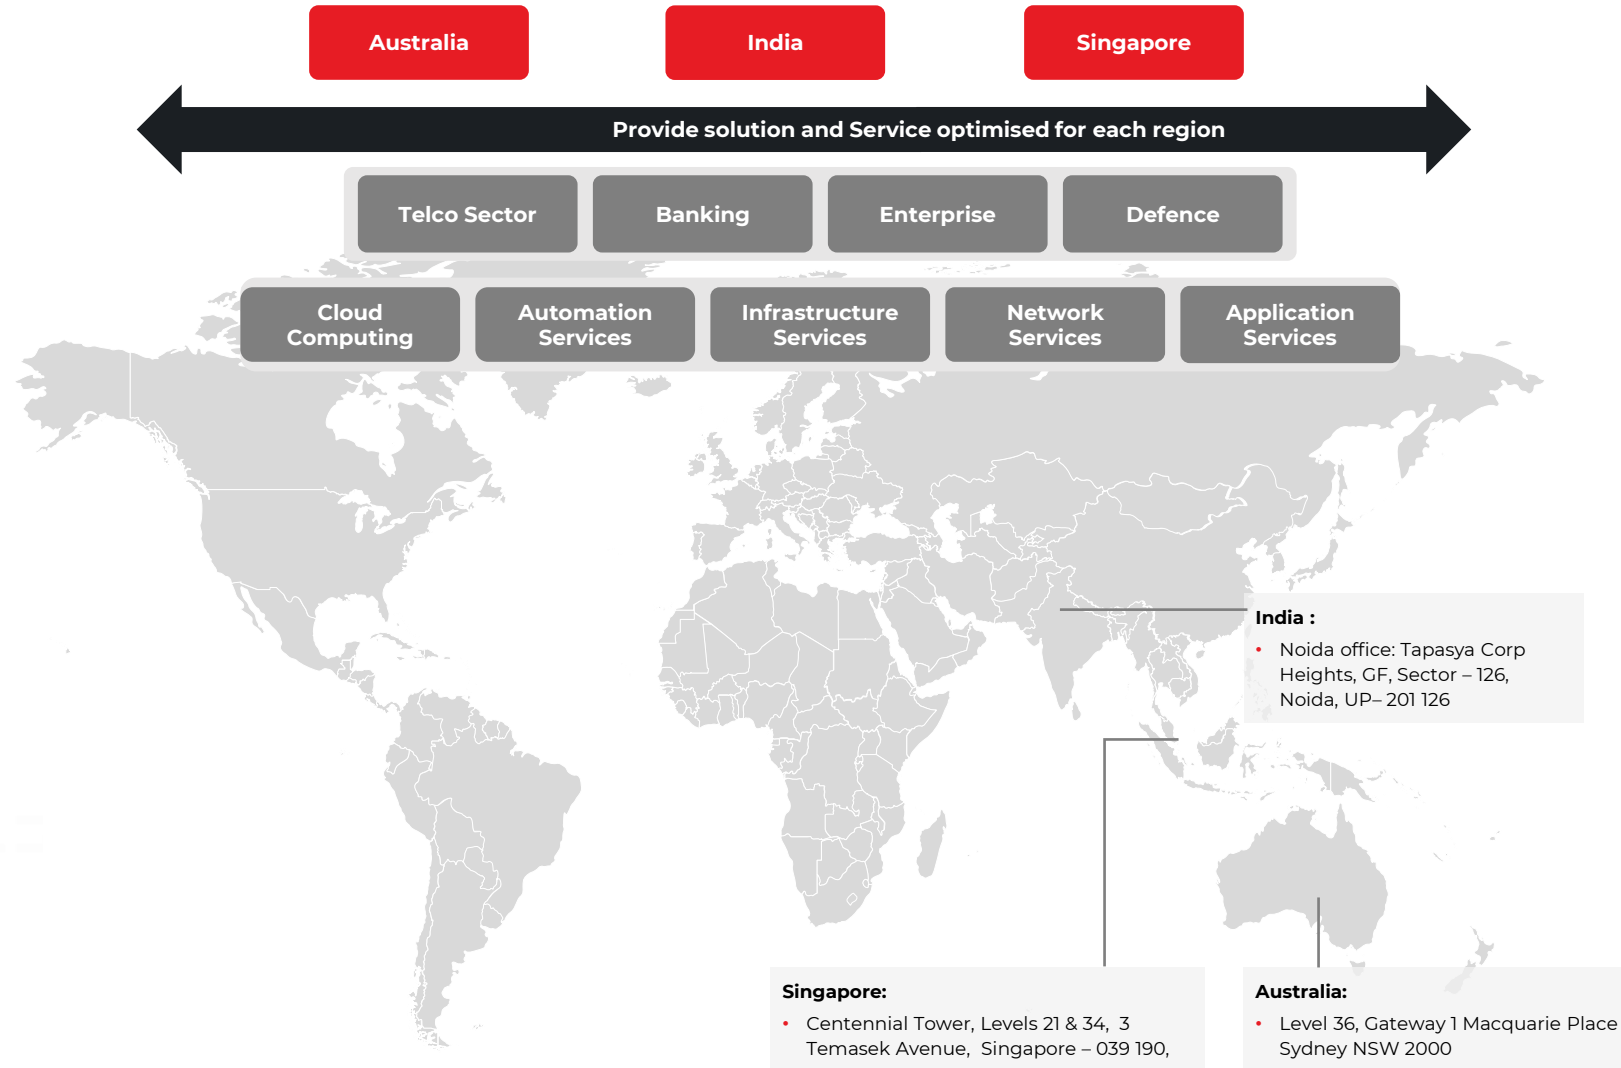 Australia
India
Singapore
Provide solution and Service optimised for each region
Telco Sector
Banking
Enterprise
Defence
Cloud
Computing
Automation
Services
Infrastructure
Services
Network
Services
Application
Services
India :
• Noida office: Tapasya Corp
Heights, GF, Sector – 126,
Noida, UP– 201 126
Singapore:
• Centennial Tower, Levels 21 & 34, 3
Temasek Avenue, Singapore – 039 190,
Australia:
• Level 36, Gateway 1 Macquarie Place
Sydney NSW 2000